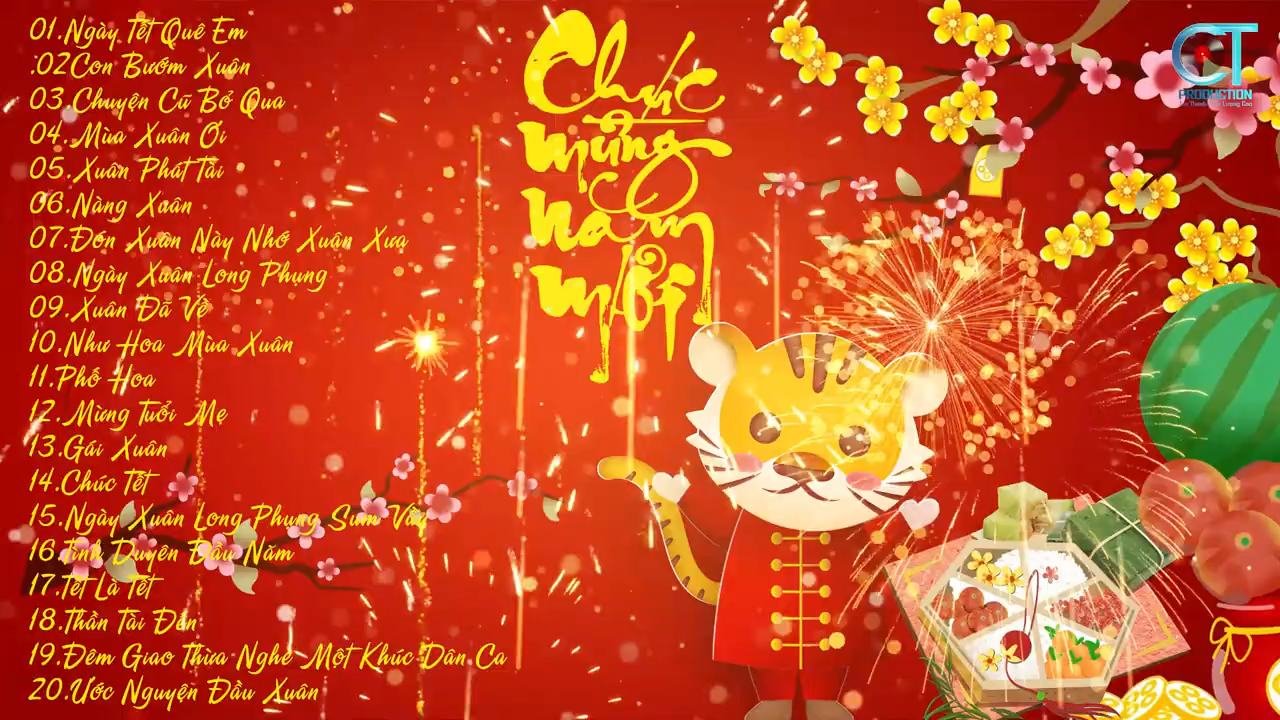 01.Ngày Tết Quê Em
.02Con Bướm Xuân
03.Chuyện Cũ Bỏ Qua
04.Mùa Xuân Ơi
05.Xuân Phát Tài
06.Nàng Xuân
07.Đón Xuân Này Nhớ Xuân Xưa
08.Ngày Xuân Long Phụng
09.Xuân Đã Về
10.Như Hoa Mùa Xuân
11.Phố Hoa
12.Mừng Tuổi Mẹ
13.Gái Xuân
14.Chúc Tết
15.Ngày Xuân Long Phụng Sum Vầy
16.Tình Duyên Đầu Năm
17.Tết Là Tết
18.Thần Tài Đến
19.Đêm Giao Thừa Nghe Một Khúc Dân Ca
20.Ước Nguyện Đầu Xuân
Chúc
mừng
năm
mới
CT
PRODUCTION